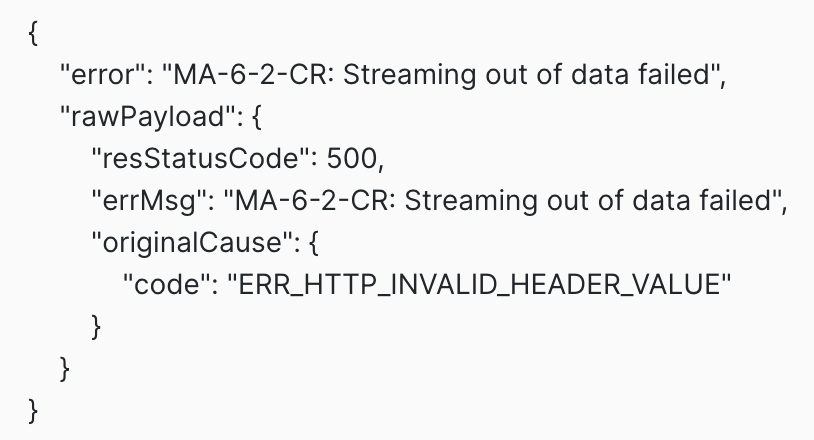 {
"error": "MA-6-2-CR: Streaming out of data failed",
"rawPayload": {
"resStatusCode": 500,
"errMsg": "MA-6-2-CR: Streaming out of data failed",
"originalCause": {
"code": "ERR_HTTP_INVALID_HEADER_VALUE"
}
}
}